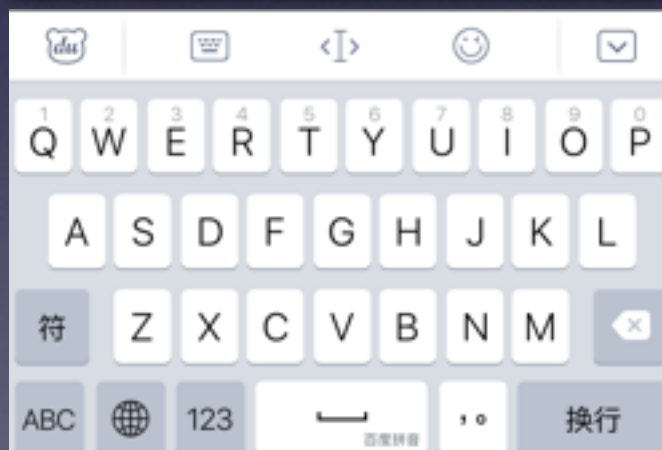 du
1 2 3 4 5 6 7 8 9 0
Q W E R T Y U I O P
A S D F G H J K L
符 Z X C V B N M
ABC 123 ，。 换行
百度拼音